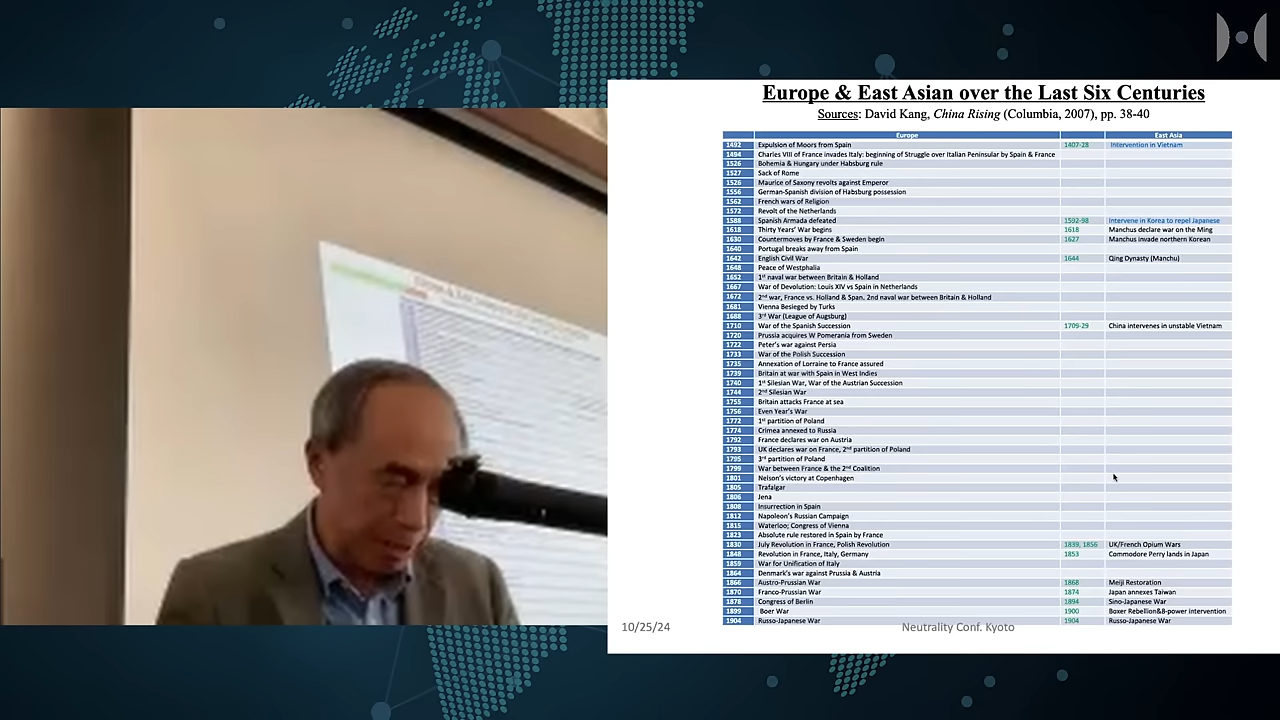 Europe & East Asian over the Last Six Centuries
Sources: David Kang, China Rising (Columbia, 2007), pp. 38-40
Europe East Asia
1492 Expulsion of Moors from Spain 1407-28 Intervention in Vietnam
1494 Charles VIII of France invades Italy: beginning of Struggle over Italian Peninsular by Spain & France
1526 Bohemia & Hungary under Habsburg rule
1527 Sack of Rome
1526 Maurice of Saxony revolts against Emperor
1556 German-Spanish division of Habsburg possession
1562 French wars of Religion
1572 Revolt of the Netherlands
1588 Spanish Armada defeated 1592-98 Intervene in Korea to repel Japanese
1618 Thirty Years' War begins 1618 Manchus declare war on the Ming
1630 Countermoves by France & Sweden begin 1627 Manchus invade northern Korean
1640 Portugal breaks away from Spain
1642 English Civil War 1644 Qing Dynasty (Manchu)
1648 Peace of Westphalia
1652 1st naval war between Britain & Holland
1667 War of Devolution: Louis XIV vs Spain in Netherlands
1672 2nd war, France vs. Holland & Span. 2nd naval war between Britain & Holland
1681 Vienna Besieged by Turks
1688 3rd War (League of Augsburg)
1710 War of the Spanish Succession 1709-29 China intervenes in unstable Vietnam
1720 Prussia acquires W Pomerania from Sweden
1722 Peter's war against Persia
1733 War of the Polish Succession
1735 Annexation of Lorraine to France assured
1739 Britain at war with Spain in West Indies
1740 1st Silesian War, War of the Austrian Succession
1744 2nd Silesian War
1755 Britain attacks France at sea
1756 Even Year's War
1772 1st partition of Poland
1774 Crimea annexed to Russia
1792 France declares war on Austria
1793 UK declares war on France, 2nd partition of Poland
1795 3rd partition of Poland
1799 War between France & the 2nd Coalition
1801 Nelson's victory at Copenhagen
1805 Trafalgar
1806 Jena
1808 Insurrection in Spain
1812 Napoleon's Russian Campaign
1815 Waterloo; Congress of Vienna
1823 Absolute rule restored in Spain by France
1830 July Revolution in France, Polish Revolution 1839, 1856 UK/French Opium Wars
1848 Revolution in France, Italy, Germany 1853 Commodore Perry lands in Japan
1859 War for Unification of Italy
1864 Denmark's war against Prussia & Austria
1866 Austro-Prussian War 1868 Meiji Restoration
1870 Franco-Prussian War 1874 Japan annexes Taiwan
1878 Congress of Berlin 1894 Sino-Japanese War
1899 Boer War 1900 Boxer Rebellion&8-power intervention
1904 Russo-Japanese War 1904 Russo-Japanese War
10/25/24 Neutrality Conf. Kyoto